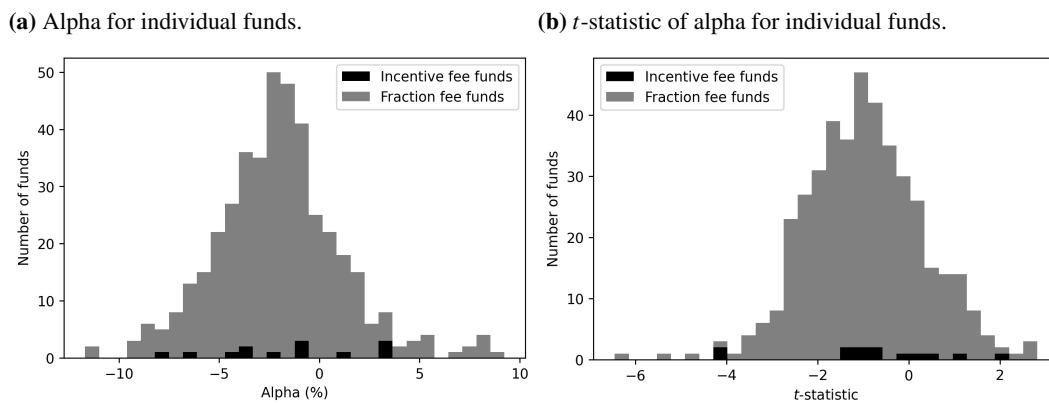 (a) Alpha for individual funds.
50
40
30
20
10
0
Number of funds
Incentive fee funds
Fraction fee funds
−10
−5
0
5
10
Alpha (%)
(b) t-statistic of alpha for individual funds.
40
30
20
10
0
Number of funds
Incentive fee funds
Fraction fee funds
−6
−4
−2
0
2
t-statistic